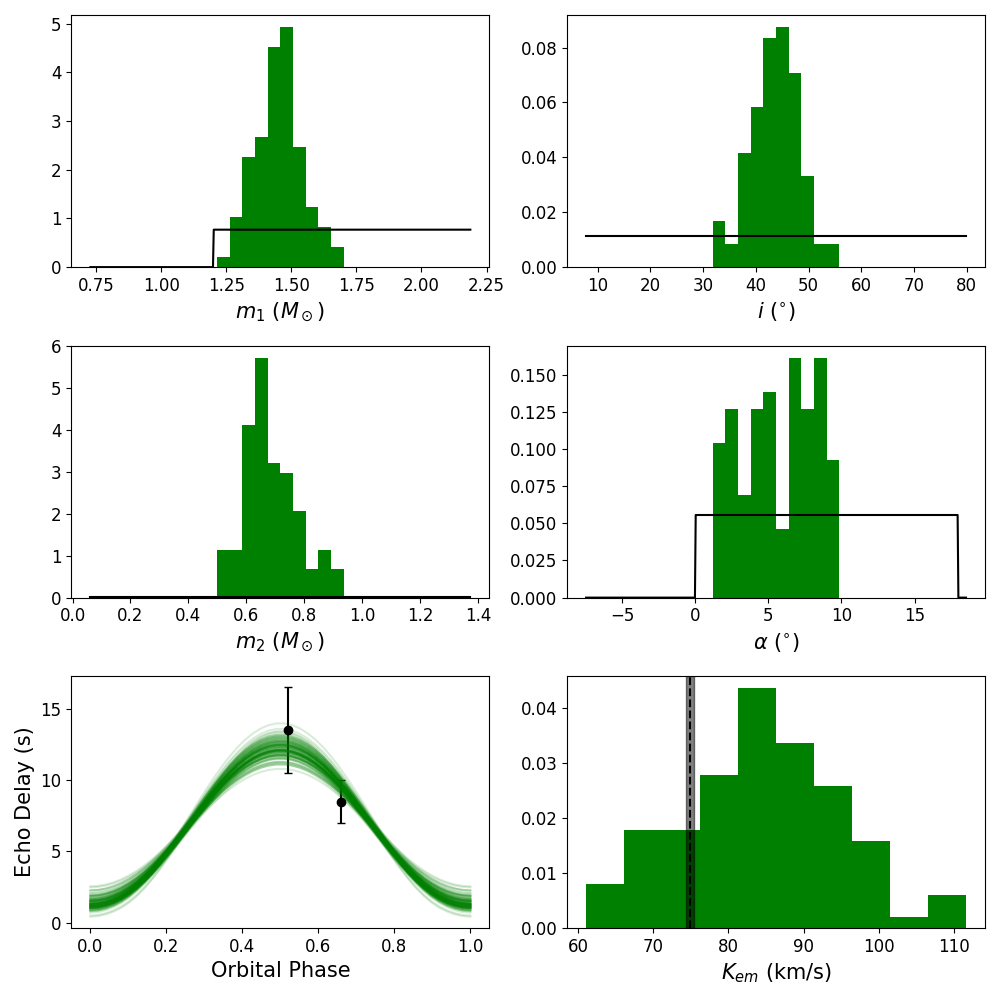 5
4
3
2
1
0
0.75 1.00 1.25 1.50 1.75 2.00 2.25
m₁ (M⊙)
0.08
0.06
0.04
0.02
0.00
10 20 30 40 50 60 70 80
i (°)
6
5
4
3
2
1
0
0.0 0.2 0.4 0.6 0.8 1.0 1.2 1.4
m₂ (M⊙)
0.150
0.125
0.100
0.075
0.050
0.025
0.000
−5 0 5 10 15
α (°)
Echo Delay (s)
15
10
5
0
0.0 0.2 0.4 0.6 0.8 1.0
Orbital Phase
0.04
0.03
0.02
0.01
0.00
60 70 80 90 100 110
K_em (km/s)